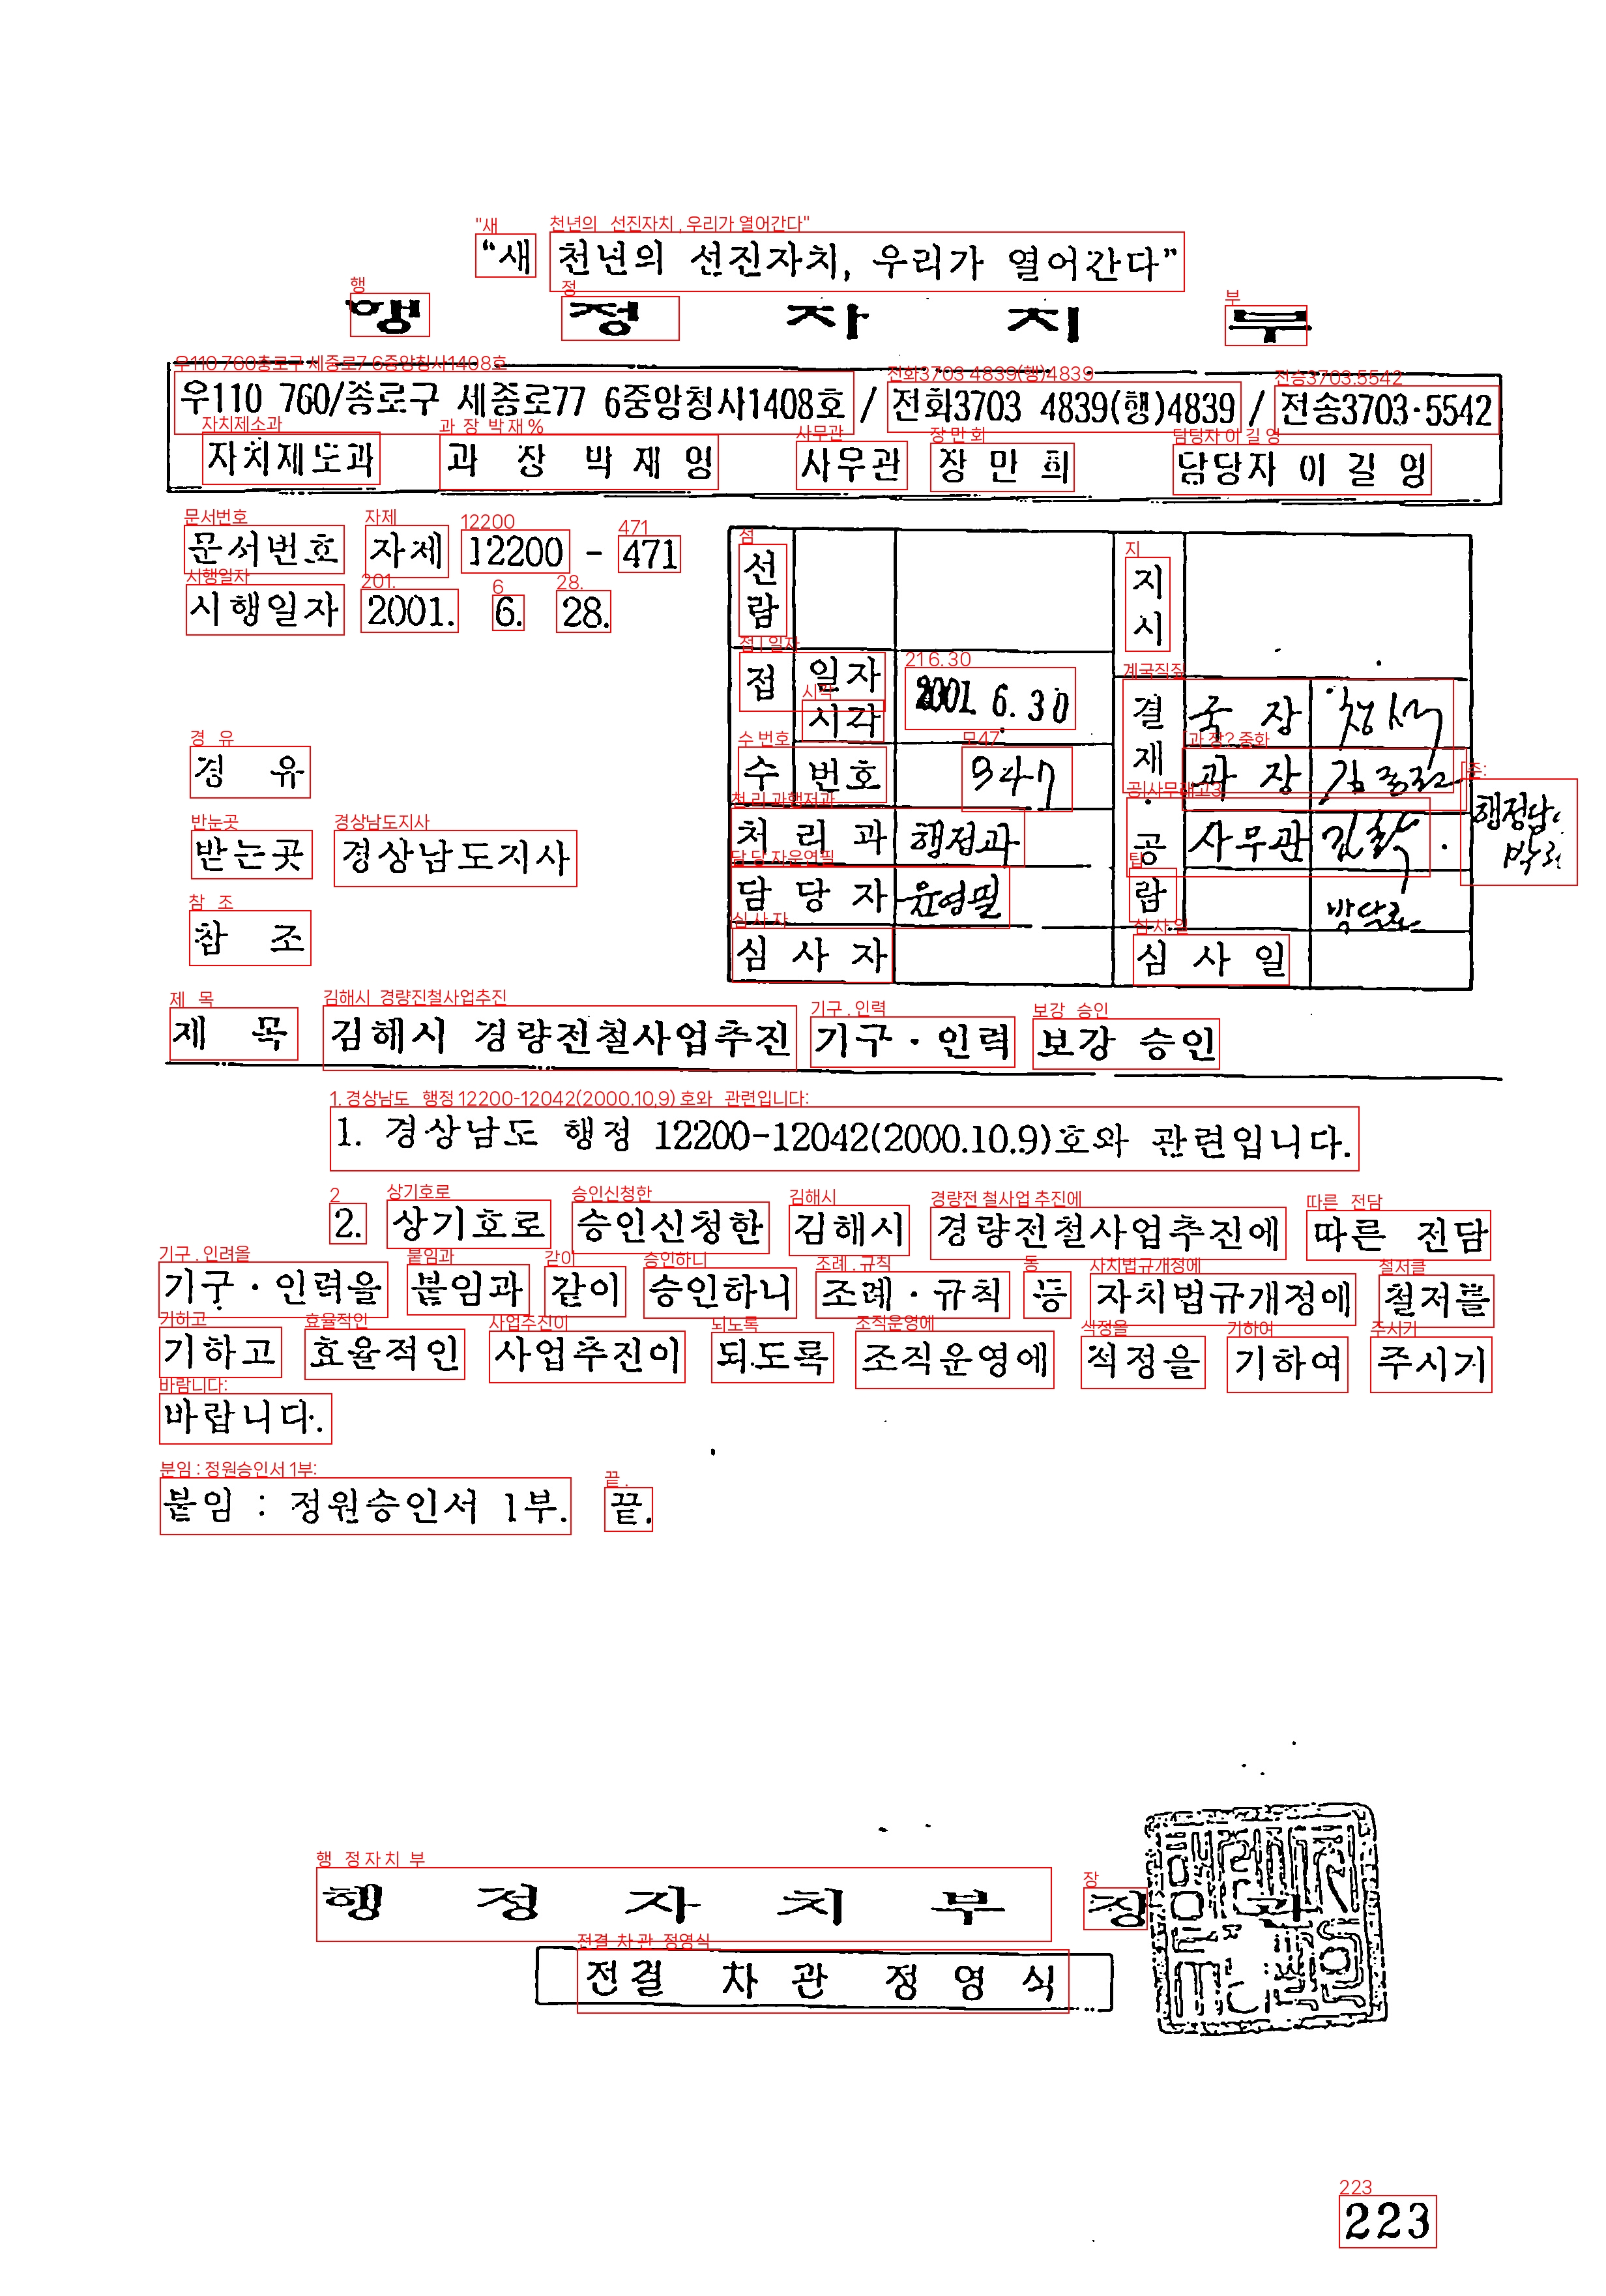 “새 천년의 선진자치, 우리가 열어간다”
행 정 자 치 부
우110 760/종로구 세종로77 6중앙청사1408호 / 전화3703 4839(행)4839 / 전송3703·5542
자치제도과 과 장 박 재 영 사무관 장 만 희 담당자 이 길 영
문서번호 자제 12200 - 471
시행일자 2001. 6. 28.
경 유
받는곳 경상남도지사
참 조
선람 지시
접수 일자 2001. 6. 30
시각
번호 947
결재·공람 국 장
과 장
처 리 과 행정과 사무관
담 당 자 윤영필
심 사 자 심 사 일
제 목 김해시 경량전철사업추진 기구·인력 보강 승인
1. 경상남도 행정 12200-12042(2000.10.9)호와 관련입니다.
2. 상기호로 승인신청한 김해시 경량전철사업추진에 따른 전담
기구·인력을 붙임과 같이 승인하니 조례·규칙 등 자치법규개정에 철저를
기하고 효율적인 사업추진이 되도록 조직운영에 적정을 기하여 주시기
바랍니다.
붙임 : 정원승인서 1부. 끝.
행 정 자 치 부 장 관
전결 차 관 정 영 식
223